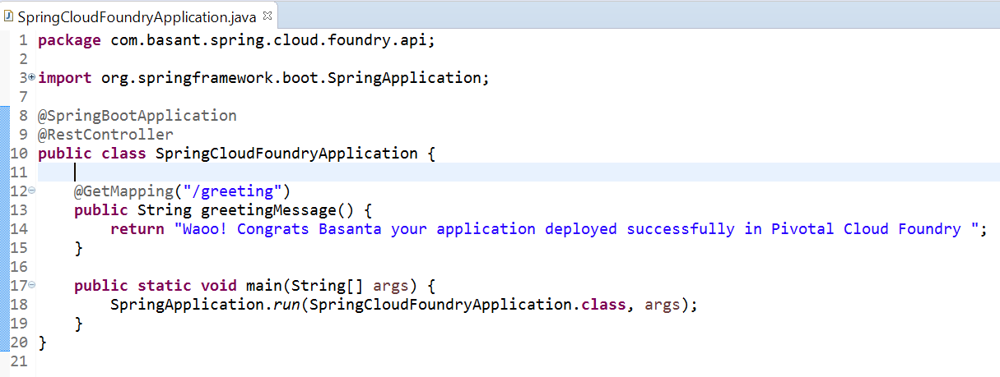 SpringCloudFoundryApplication.java
1 package com.basant.spring.cloud.foundry.api;
2
3 import org.springframework.boot.SpringApplication;
7
8 @SpringBootApplication
9 @RestController
10 public class SpringCloudFoundryApplication {
11
12     @GetMapping("/greeting")
13     public String greetingMessage() {
14         return "Waoo! Congrats Basanta your application deployed successfully in Pivotal Cloud Foundry ";
15     }
16
17     public static void main(String[] args) {
18         SpringApplication.run(SpringCloudFoundryApplication.class, args);
19     }
20 }
21